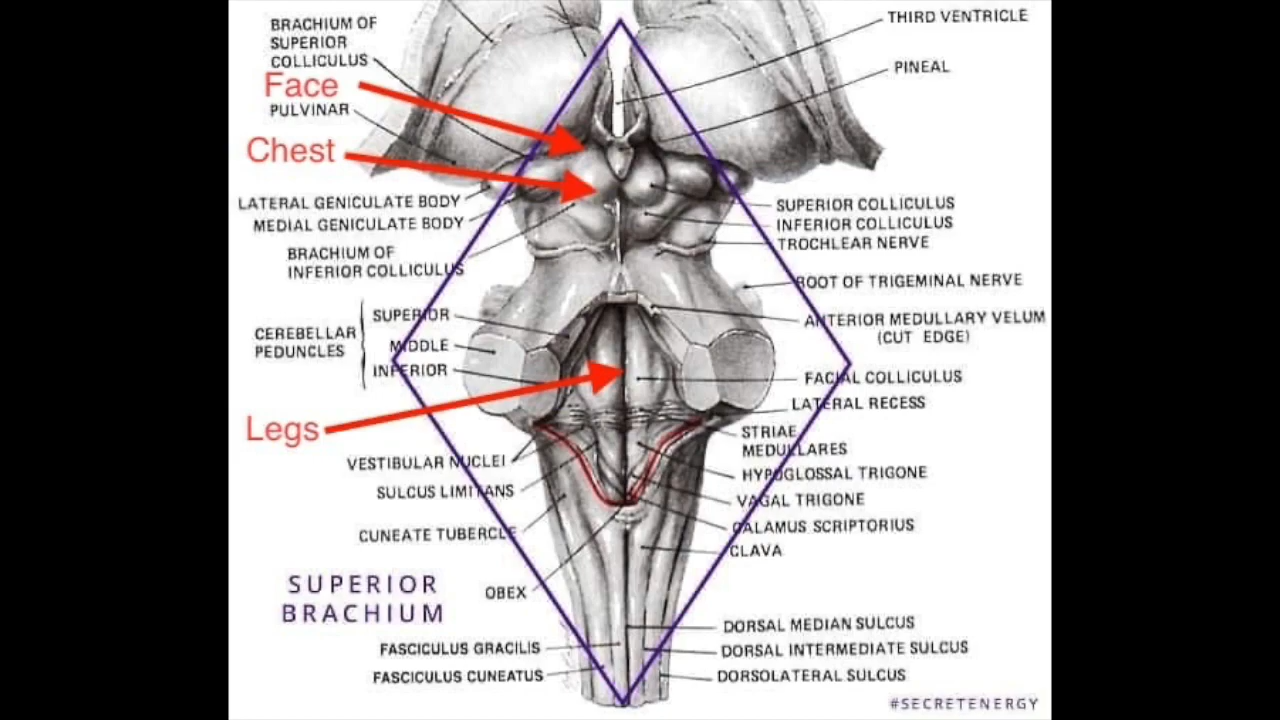 BRACHIUM OF
SUPERIOR
COLLICULUS
Face
PULVINAR
Chest
LATERAL GENICULATE BODY
MEDIAL GENICULATE BODY
BRACHIUM OF
INFERIOR COLLICULUS
CEREBELLAR
PEDUNCLES
SUPERIOR
MIDDLE
INFERIOR
Legs
VESTIBULAR NUCLEI
SULCUS LIMITANS
CUNEATE TUBERCLE
SUPERIOR
BRACHIUM
OBEX
FASCICULUS GRACILIS
FASCICULUS CUNEATUS
THIRD VENTRICLE
PINEAL
SUPERIOR COLLICULUS
INFERIOR COLLICULUS
TROCHLEAR NERVE
ROOT OF TRIGEMINAL NERVE
ANTERIOR MEDULLARY VELUM
(CUT EDGE)
FACIAL COLLICULUS
LATERAL RECESS
STRIAE
MEDULLARES
HYPOGLOSSAL TRIGONE
VAGAL TRIGONE
CALAMUS SCRIPTORIUS
CLAVA
DORSAL MEDIAN SULCUS
DORSAL INTERMEDIATE SULCUS
DORSOLATERAL SULCUS
#SECRETENERGY